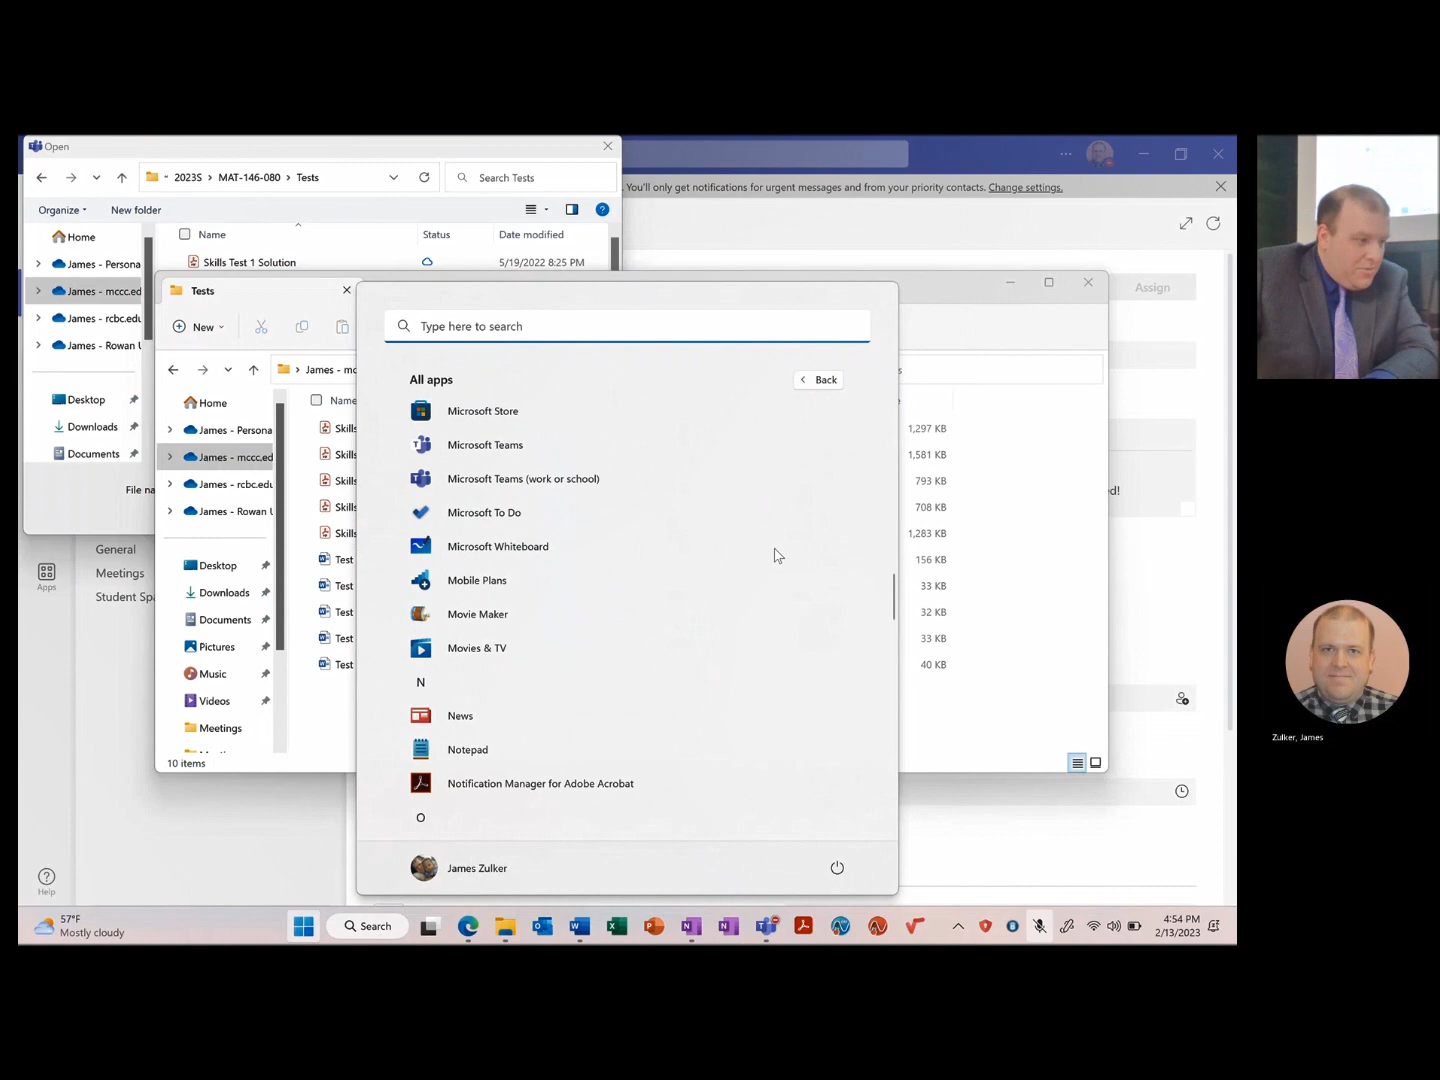 Open
2023S > MAT-146-080 > Tests
Search Tests
You'll only get notifications for urgent messages and from your priority contacts. Change settings.
Organize
New folder
Home
James - Persona
James - mccc.ed
James - rcbc.edu
James - Rowan U
Desktop
Downloads
Documents
Name
Status
Date modified
Skills Test 1 Solution
5/19/2022 8:25 PM
File na
Assign
Tests
New
James - mc
Home
James - Persona
James - mccc.ed
James - rcbc.edu
James - Rowan U
Desktop
Downloads
Documents
Pictures
Music
Videos
Meetings
10 items
Name
Skills
Skills
Skills
Skills
Skills
Test
Test
Test
Test
Test
1,297 KB
1,581 KB
793 KB
708 KB
1,283 KB
156 KB
33 KB
32 KB
33 KB
40 KB
Type here to search
All apps
Back
Microsoft Store
Microsoft Teams
Microsoft Teams (work or school)
Microsoft To Do
Microsoft Whiteboard
Mobile Plans
Movie Maker
Movies & TV
N
News
Notepad
Notification Manager for Adobe Acrobat
O
James Zulker
ed!
Apps
General
Meetings
Student Spa
Help
57°F
Mostly cloudy
Search
4:54 PM
2/13/2023
Zulker, James